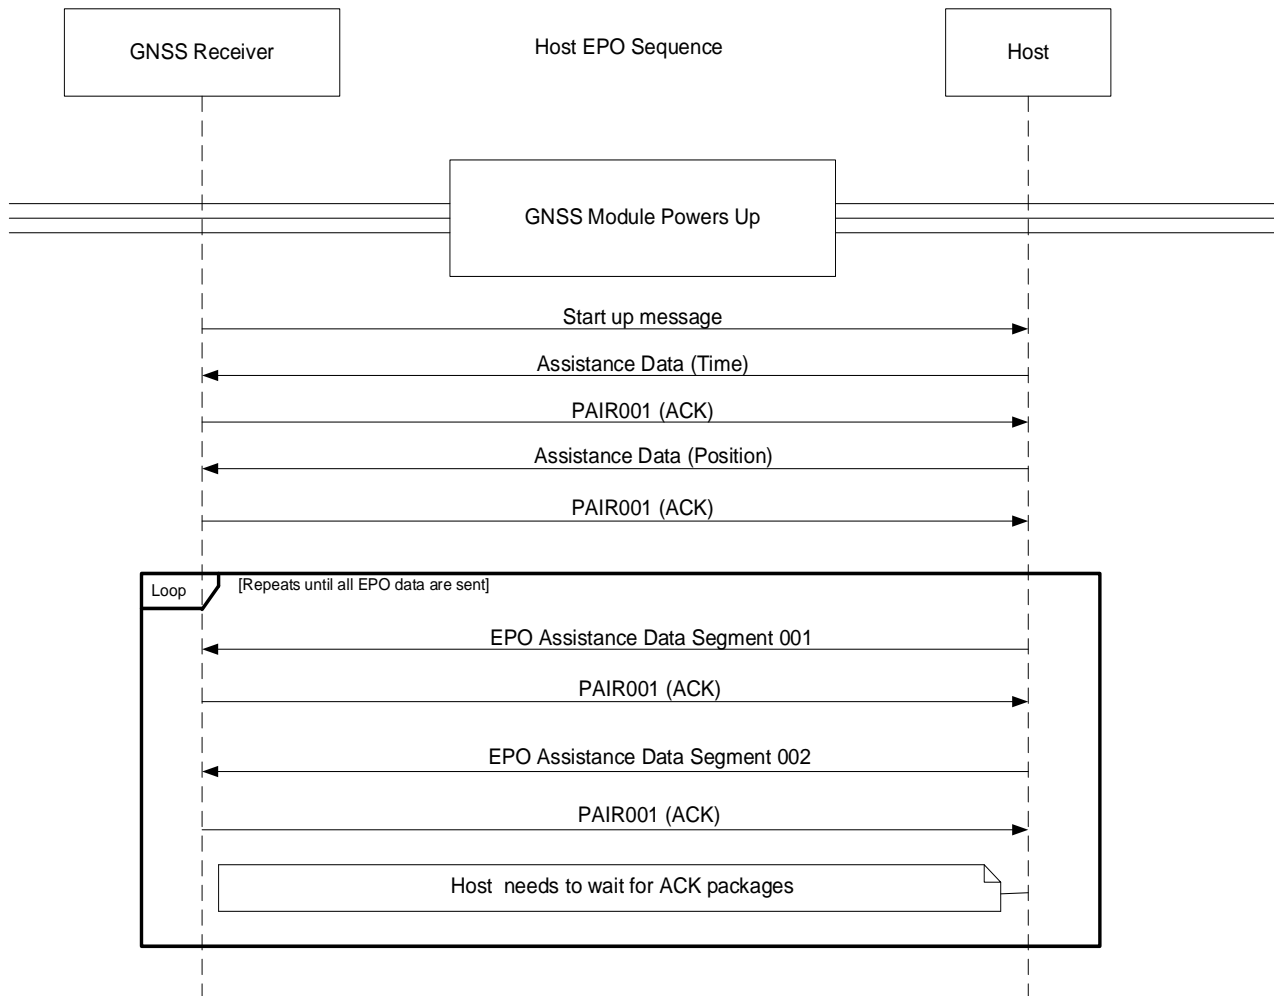 GNSS Receiver
Host EPO Sequence
Host
GNSS Module Powers Up
Start up message
Assistance Data (Time)
PAIR001 (ACK)
Assistance Data (Position)
PAIR001 (ACK)
Loop
[Repeats until all EPO data are sent]
EPO Assistance Data Segment 001
PAIR001 (ACK)
EPO Assistance Data Segment 002
PAIR001 (ACK)
Host needs to wait for ACK packages